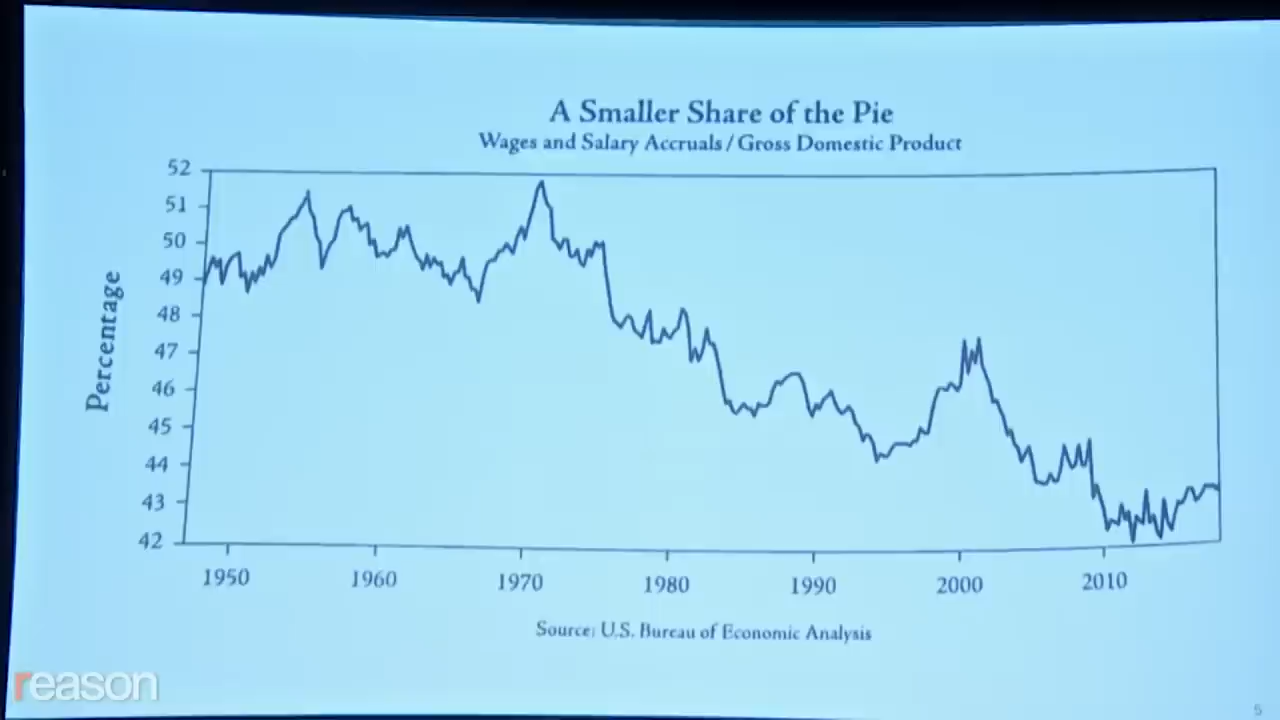 A Smaller Share of the Pie
Wages and Salary Accruals / Gross Domestic Product
52
51
50
49
48
47
46
45
44
43
42
Percentage
1950 1960 1970 1980 1990 2000 2010
Source: U.S. Bureau of Economic Analysis
reason
5